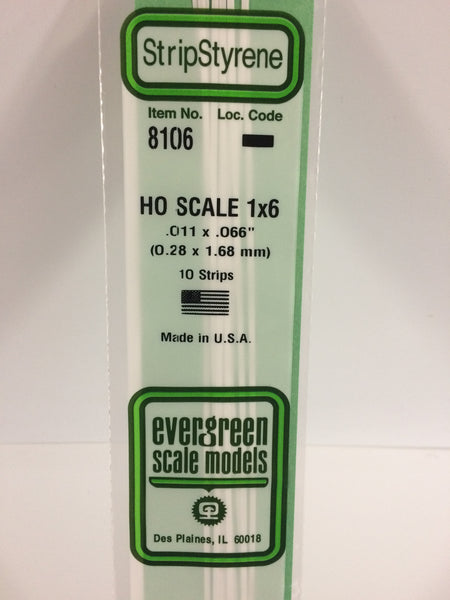 StripStyrene
Item No. Loc. Code
8106
HO SCALE 1x6
.011 x .066"
(0.28 x 1.68 mm)
10 Strips
Made in U.S.A.
evergreen
scale models
Des Plaines, IL 60018